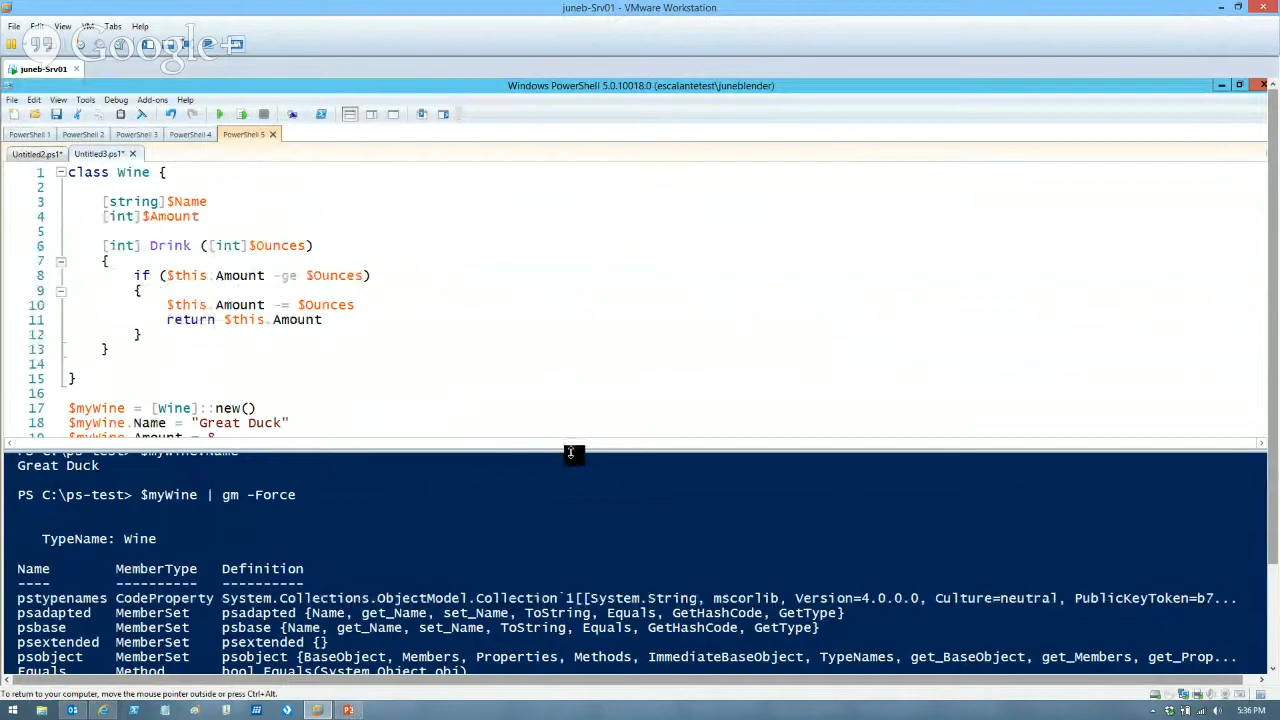 juneb-Srv01 - VMware Workstation
File Edit View VM Tabs Help
Google+
juneb-Srv01
Windows PowerShell 5.0.10018.0 (escalantetest\juneblender)
File Edit View Tools Debug Add-ons Help
PowerShell 1 PowerShell 2 PowerShell 3 PowerShell 4 PowerShell 5
Untitled2.ps1* Untitled3.ps1*
1 class Wine {
2
3 [string]$Name
4 [int]$Amount
5
6 [int] Drink ([int]$Ounces)
7 {
8 if ($this.Amount -ge $Ounces)
9 {
10 $this.Amount -= $Ounces
11 return $this.Amount
12 }
13 }
14
15 }
16
17 $myWine = [Wine]::new()
18 $myWine.Name = "Great Duck"
19 $myWine.Amount = 8
PS C:\ps-test> $myWine.Name
Great Duck
PS C:\ps-test> $myWine | gm -Force
TypeName: Wine
Name MemberType Definition
---- ---------- ----------
pstypenames CodeProperty System.Collections.ObjectModel.Collection`1[[System.String, mscorlib, Version=4.0.0.0, Culture=neutral, PublicKeyToken=b7...
psadapted MemberSet psadapted {Name, get_Name, set_Name, ToString, Equals, GetHashCode, GetType}
psbase MemberSet psbase {Name, get_Name, set_Name, ToString, Equals, GetHashCode, GetType}
psextended MemberSet psextended {}
psobject MemberSet psobject {BaseObject, Members, Properties, Methods, ImmediateBaseObject, TypeNames, get_BaseObject, get_Members, get_Prop...
Equals Method bool Equals(System.Object obj)
To return to your computer, move the mouse pointer outside or press Ctrl+Alt.
5:36 PM